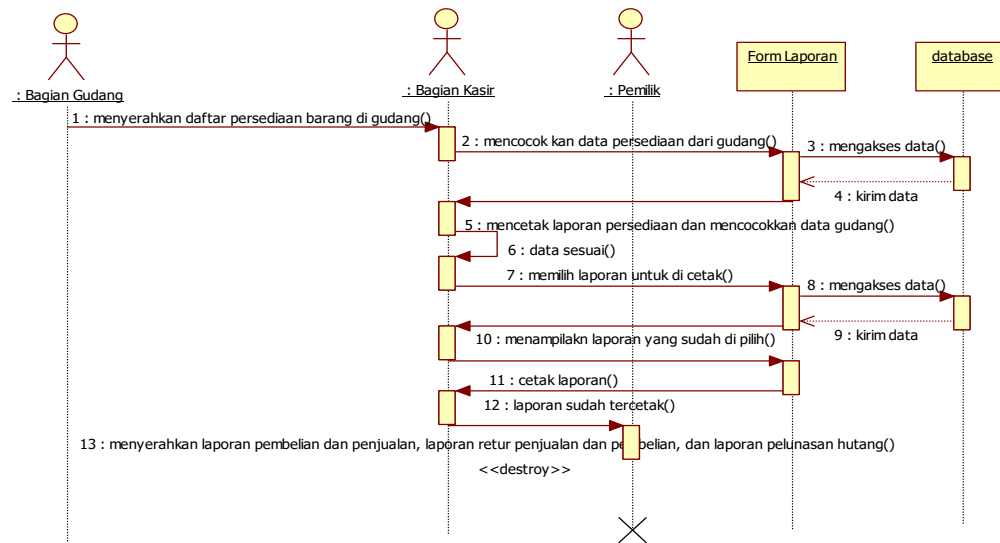 : Bagian Gudang
: Bagian Kasir
: Pemilik
Form Laporan
database
1 : menyerahkan daftar persediaan barang di gudang()
2 : mencocok kan data persediaan dari gudang()
3 : mengakses data()
4 : kirim data
5 : mencetak laporan persediaan dan mencocokkan data gudang()
6 : data sesuai()
7 : memilih laporan untuk di cetak()
8 : mengakses data()
9 : kirim data
10 : menampilakn laporan yang sudah di pilih()
11 : cetak laporan()
12 : laporan sudah tercetak()
13 : menyerahkan laporan pembelian dan penjualan, laporan retur penjualan dan pembelian, dan laporan pelunasan hutang()
<<destroy>>